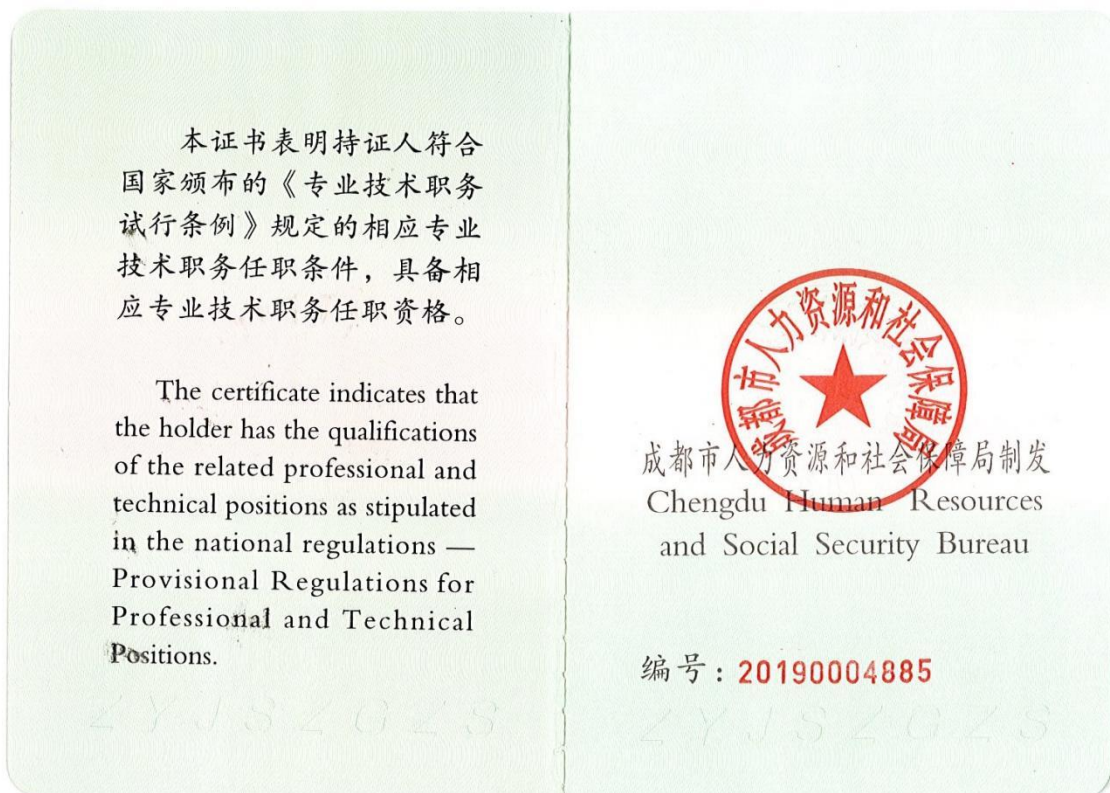 本证书表明持证人符合
国家颁布的《专业技术职务
试行条例》规定的相应专业
技术职务任职条件，具备相
应专业技术职务任职资格。
The certificate indicates that
the holder has the qualifications
of the related professional and
technical positions as stipulated
in the national regulations —
Provisional Regulations for
Professional and Technical
Positions.
ZYJSZGZS
成都市人力资源和社会保障局
成都市人力资源和社会保障局制发
Chengdu Human Resources
and Social Security Bureau
编号：20190004885
ZYJSZGZS